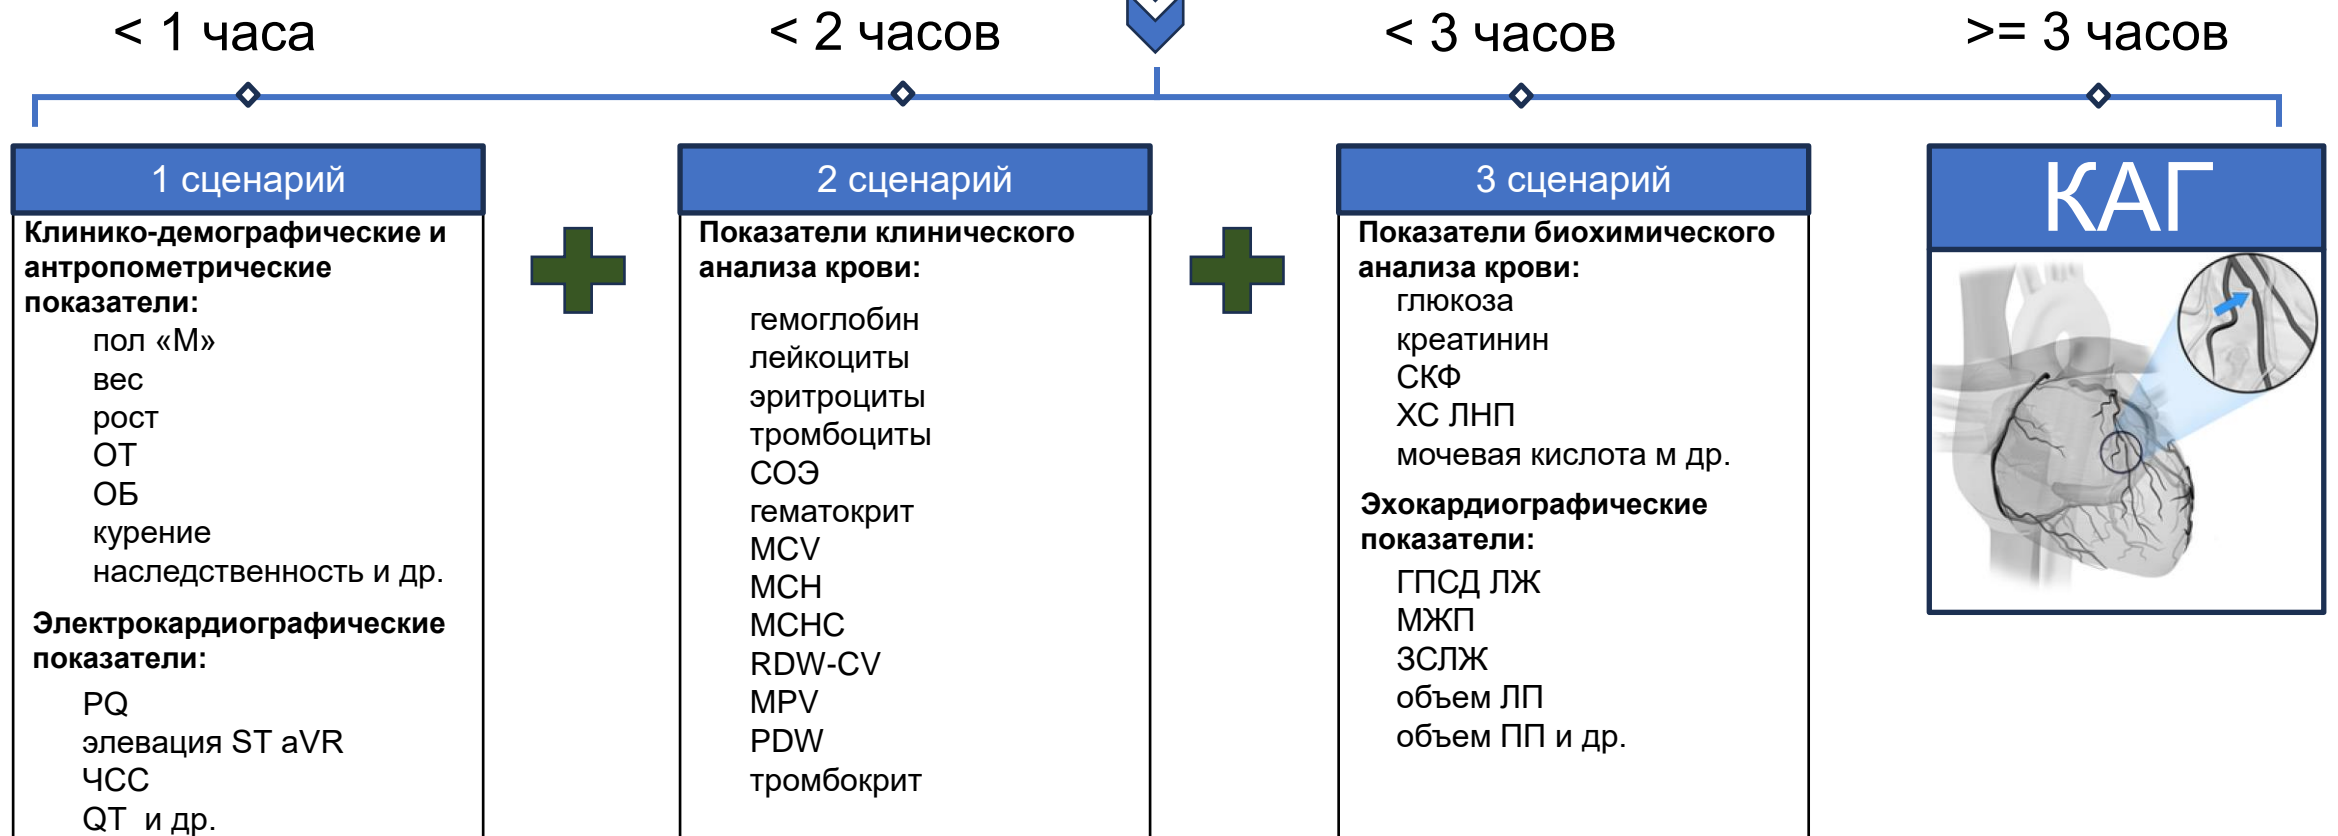 < 1 часа
< 2 часов
< 3 часов
>= 3 часов
1 сценарий
Клинико-демографические и
антропометрические
показатели:
пол «М»
вес
рост
ОТ
ОБ
курение
наследственность и др.
Электрокардиографические
показатели:
PQ
элевация ST aVR
ЧСС
QT и др.
2 сценарий
Показатели клинического
анализа крови:
гемоглобин
лейкоциты
эритроциты
тромбоциты
СОЭ
гематокрит
MCV
MCH
MCHC
RDW-CV
MPV
PDW
тромбокрит
3 сценарий
Показатели биохимического
анализа крови:
глюкоза
креатинин
СКФ
ХС ЛНП
мочевая кислота м др.
Эхокардиографические
показатели:
ГПСД ЛЖ
МЖП
ЗСЛЖ
объем ЛП
объем ПП и др.
КАГ